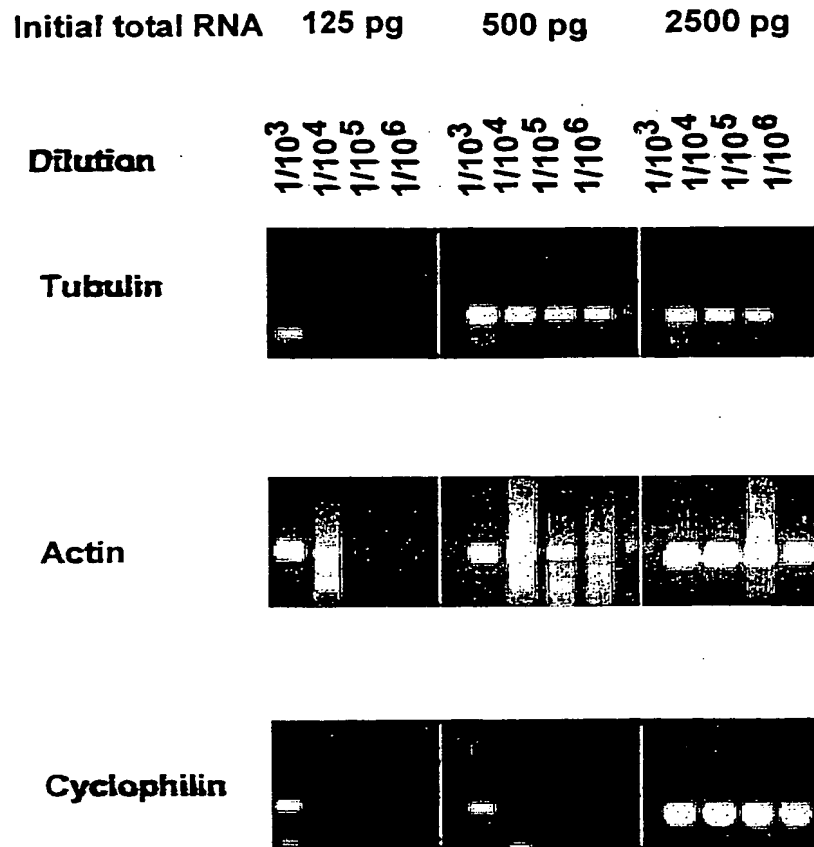 Initial total RNA 125 pg 500 pg 2500 pg
Dilution 1/10³ 1/10⁴ 1/10⁵ 1/10⁶ 1/10³ 1/10⁴ 1/10⁵ 1/10⁶ 1/10³ 1/10⁴ 1/10⁵ 1/10⁶
Tubulin
Actin
Cyclophilin